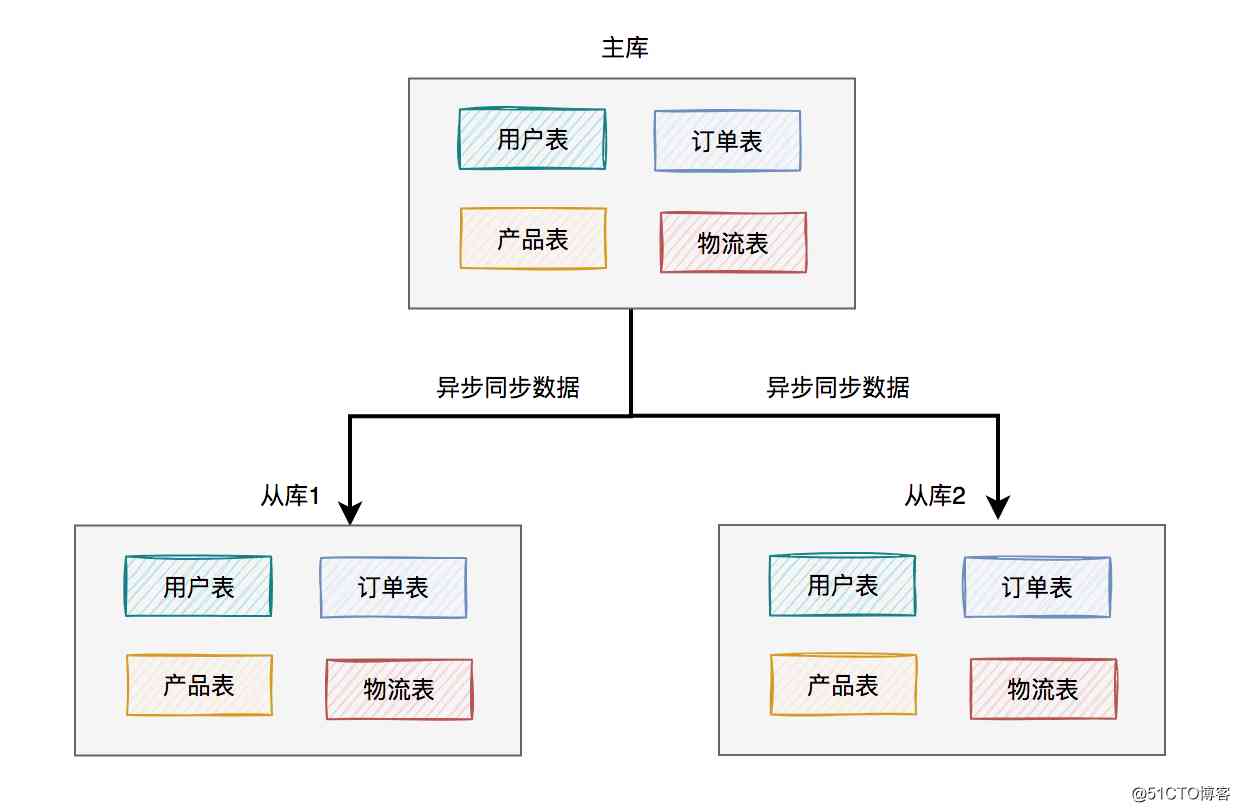 主库
用户表
订单表
产品表
物流表
异步同步数据
异步同步数据
从库1
从库2
用户表
订单表
产品表
物流表
用户表
订单表
产品表
物流表
@51CTO博客